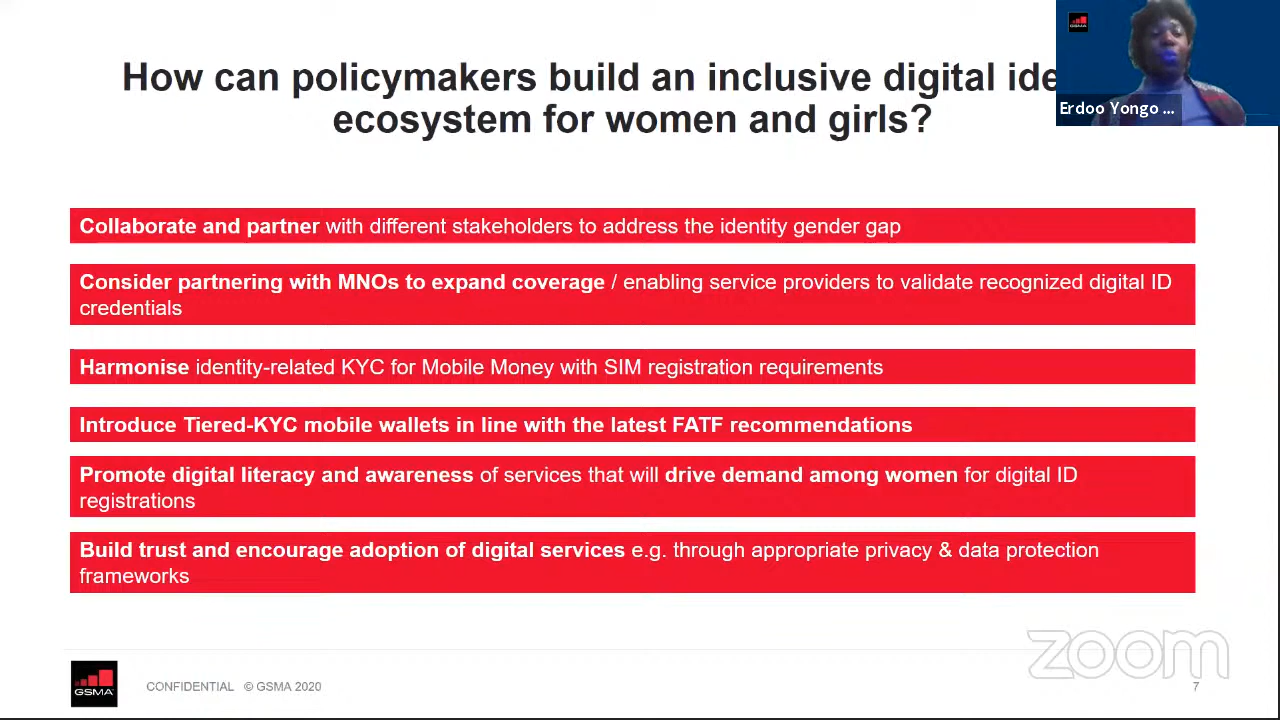 How can policymakers build an inclusive digital
ecosystem for women and girls?
Erdoo Yongo ...
Collaborate and partner with different stakeholders to address the identity gender gap
Consider partnering with MNOs to expand coverage / enabling service providers to validate recognized digital ID
credentials
Harmonise identity-related KYC for Mobile Money with SIM registration requirements
Introduce Tiered-KYC mobile wallets in line with the latest FATF recommendations
Promote digital literacy and awareness of services that will drive demand among women for digital ID
registrations
Build trust and encourage adoption of digital services e.g. through appropriate privacy & data protection
frameworks
zoom
GSMA
CONFIDENTIAL © GSMA 2020
7